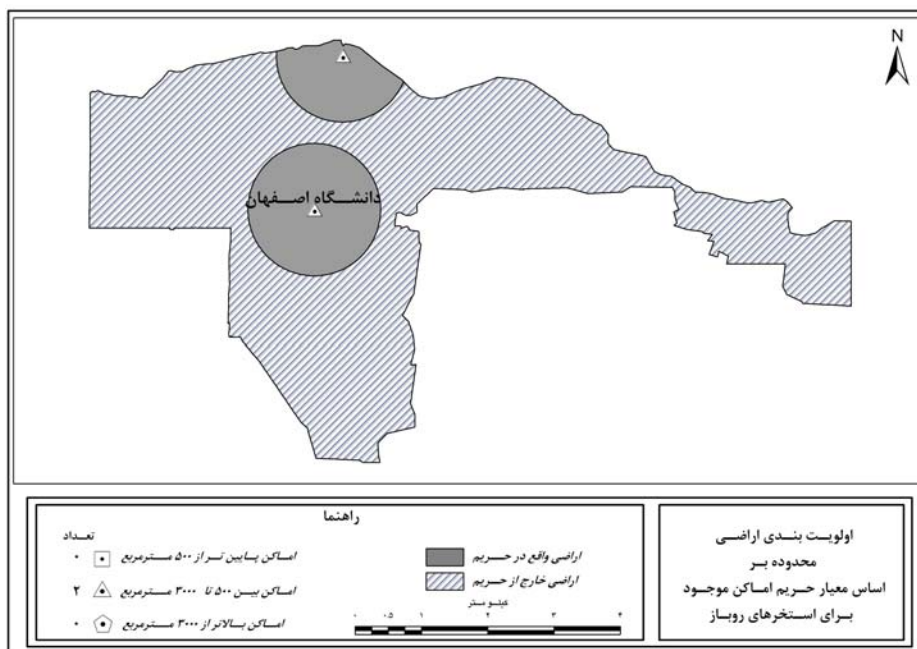 N
دانشگاه اصفهان
راهنما
تعداد
اراضی واقع در حریم
اراضی خارج از حریم
کیلو متر
۰ ۰.۵ ۱ ۲ ۳ ۴
اماکن پایین تر از ۵۰۰ مترمربع ۰
اماکن بین ۵۰۰ تا ۳۰۰۰ مترمربع ۲
اماکن بالاتر از ۳۰۰۰ مترمربع ۰
اولویت بندی اراضی
محدوده بر
اساس معیار حریم اماکن موجود
برای استخرهای روباز